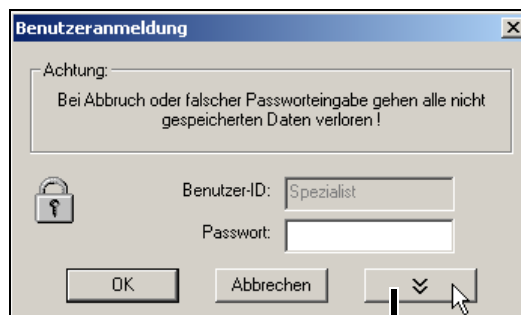 Benutzeranmeldung
Achtung:
Bei Abbruch oder falscher Passworteingabe gehen alle nicht
gespeicherten Daten verloren !
Benutzer-ID: Spezialist
Passwort:
OK Abbrechen